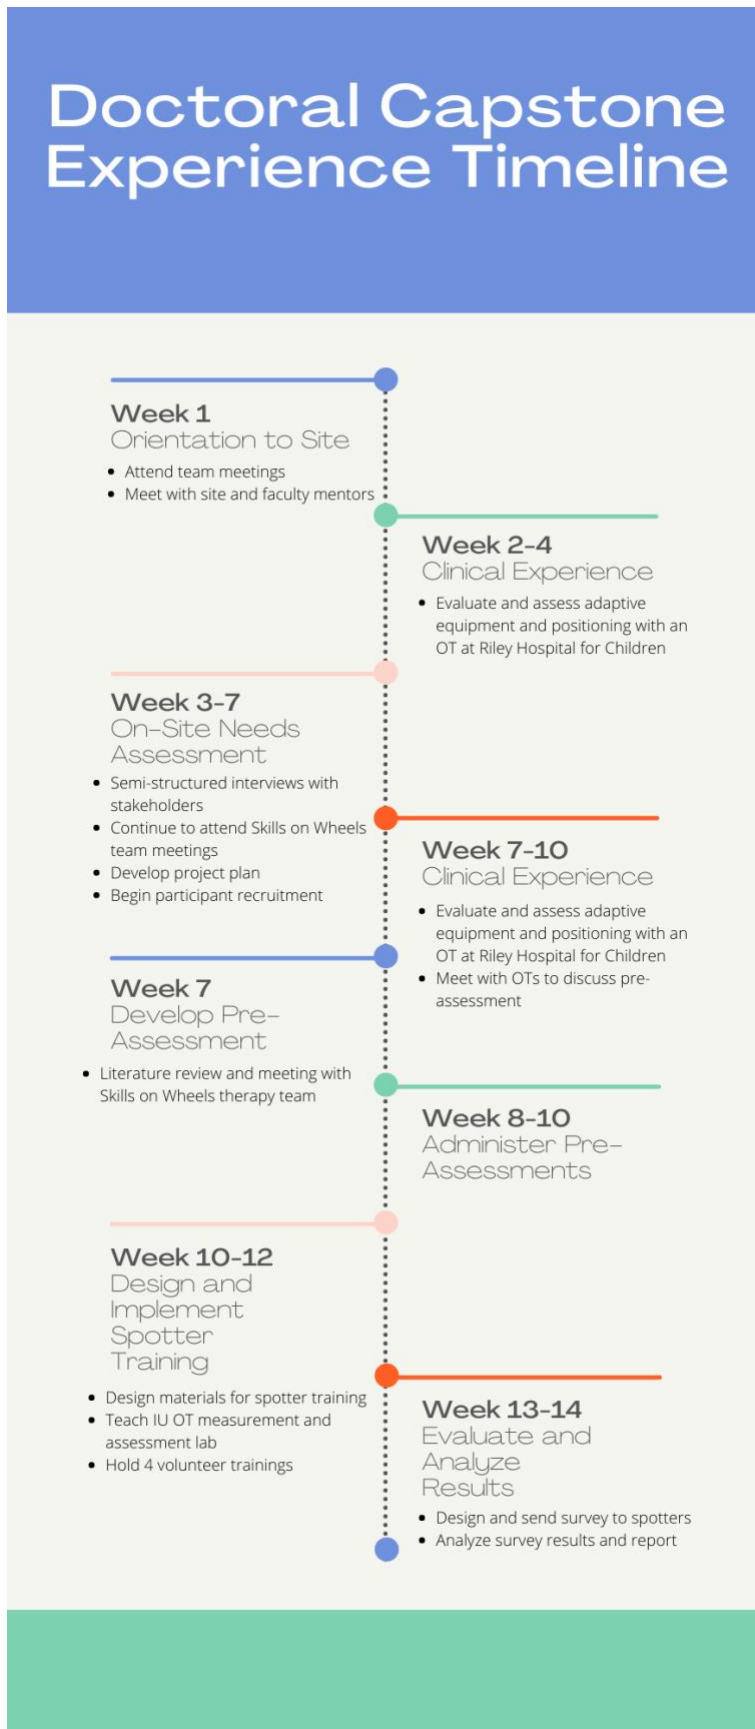 Doctoral Capstone
Experience Timeline
Week 1
Orientation to Site
• Attend team meetings
• Meet with site and faculty mentors
Week 2-4
Clinical Experience
• Evaluate and assess adaptive
equipment and positioning with an
OT at Riley Hospital for Children
Week 3-7
On-Site Needs
Assessment
• Semi-structured interviews with
stakeholders
• Continue to attend Skills on Wheels
team meetings
• Develop project plan
• Begin participant recruitment
Week 7-10
Clinical Experience
• Evaluate and assess adaptive
equipment and positioning with an
OT at Riley Hospital for Children
• Meet with OTs to discuss pre-
assessment
Week 7
Develop Pre-
Assessment
• Literature review and meeting with
Skills on Wheels therapy team
Week 8-10
Administer Pre-
Assessments
Week 10-12
Design and
Implement
Spotter
Training
• Design materials for spotter training
• Teach IU OT measurement and
assessment lab
• Hold 4 volunteer trainings
Week 13-14
Evaluate and
Analyze
Results
• Design and send survey to spotters
• Analyze survey results and report